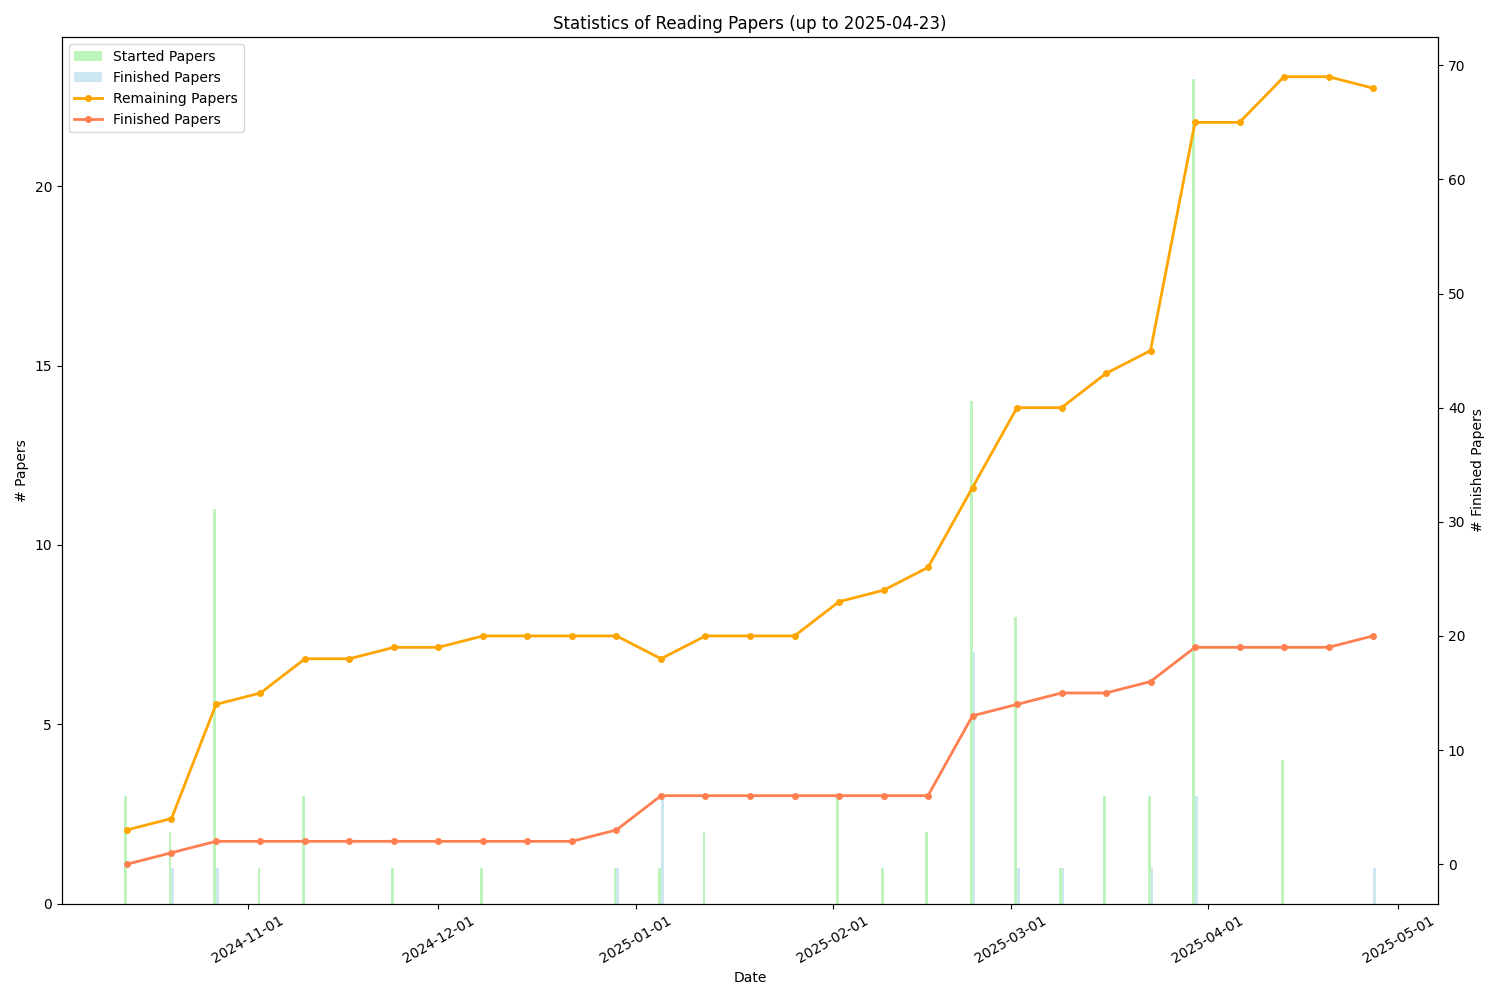 Statistics of Reading Papers (up to 2025-04-23)
Started Papers
Finished Papers
Remaining Papers
Finished Papers
# Papers
20
15
10
5
0
70
60
50
40
30
20
10
0
# Finished Papers
2024-11-01
2024-12-01
2025-01-01
2025-02-01
2025-03-01
2025-04-01
2025-05-01
Date